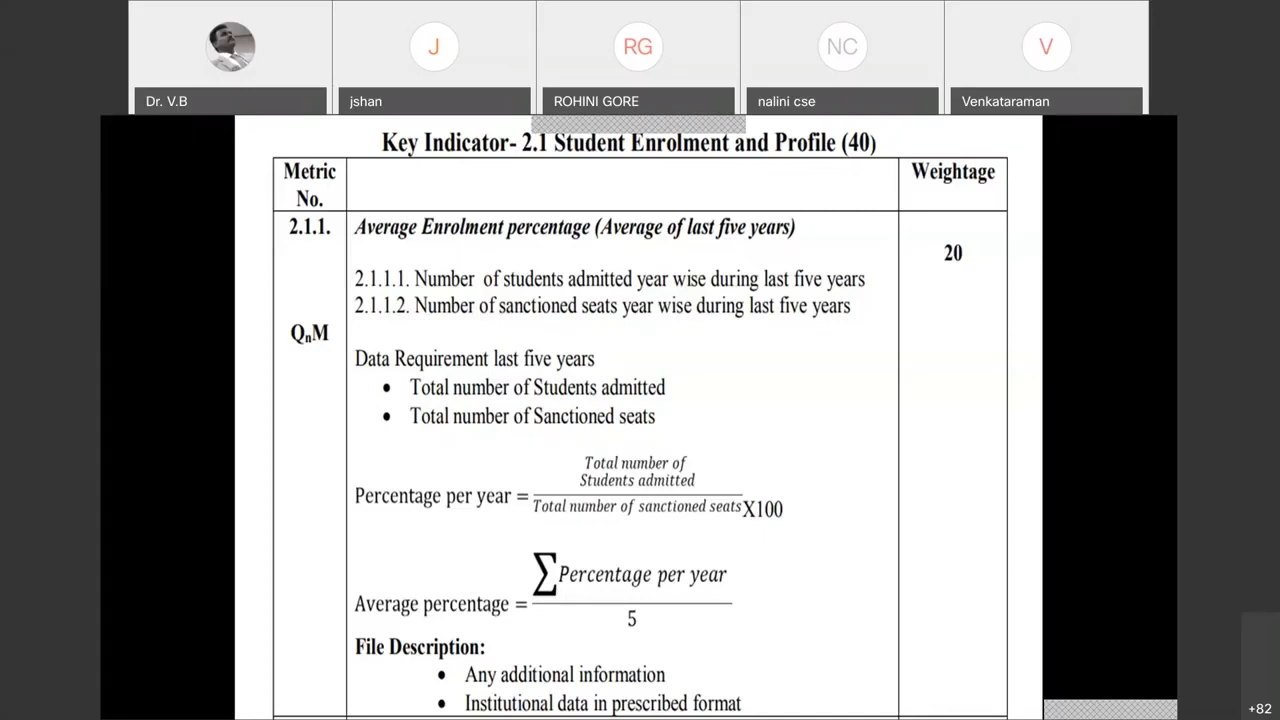 J
RG
NC
V
Dr. V.B
jshan
ROHINI GORE
nalini cse
Venkataraman
Key Indicator- 2.1 Student Enrolment and Profile (40)
Metric No.
Weightage
2.1.1.
Average Enrolment percentage (Average of last five years)
20
2.1.1.1. Number of students admitted year wise during last five years
2.1.1.2. Number of sanctioned seats year wise during last five years
QnM
Data Requirement last five years
• Total number of Students admitted
• Total number of Sanctioned seats
Total number of
Students admitted
Percentage per year =
Total number of sanctioned seats
X100
∑ Percentage per year
Average percentage =
5
File Description:
• Any additional information
• Institutional data in prescribed format
+82